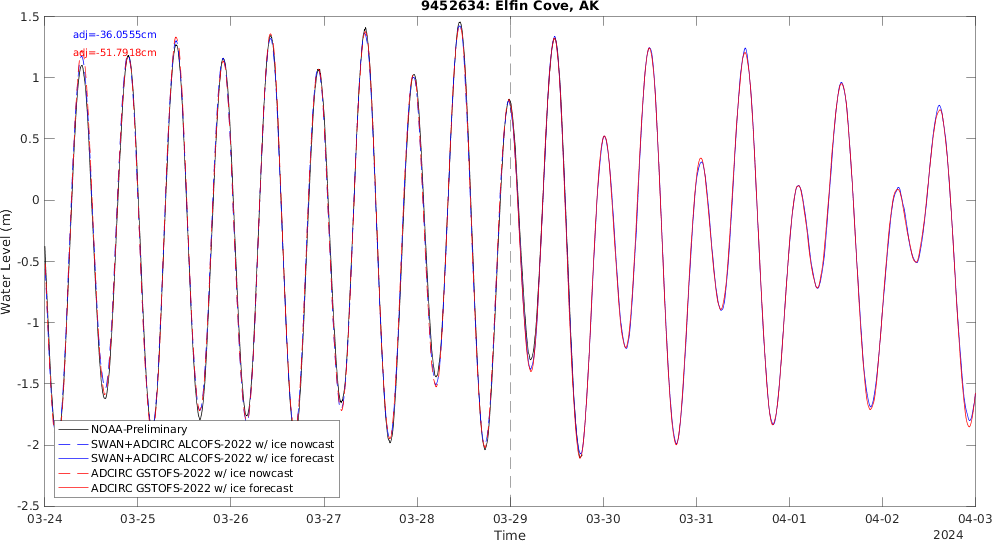 9452634: Elfin Cove, AK
adj=-36.0555cm
adj=-51.7918cm
1.5
1
0.5
0
-0.5
-1
-1.5
-2
-2.5
Water Level (m)
NOAA-Preliminary
SWAN+ADCIRC ALCOFS-2022 w/ ice nowcast
SWAN+ADCIRC ALCOFS-2022 w/ ice forecast
ADCIRC GSTOFS-2022 w/ ice nowcast
ADCIRC GSTOFS-2022 w/ ice forecast
03-24 03-25 03-26 03-27 03-28 03-29 03-30 03-31 04-01 04-02 04-03
Time
2024